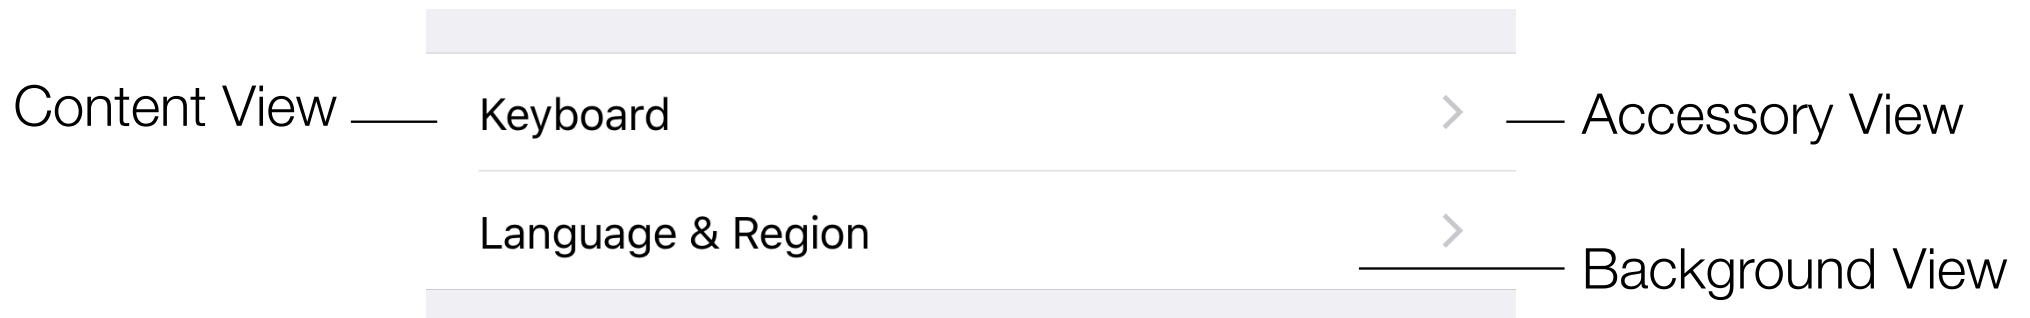 Content View
Keyboard
Accessory View
Language & Region
Background View